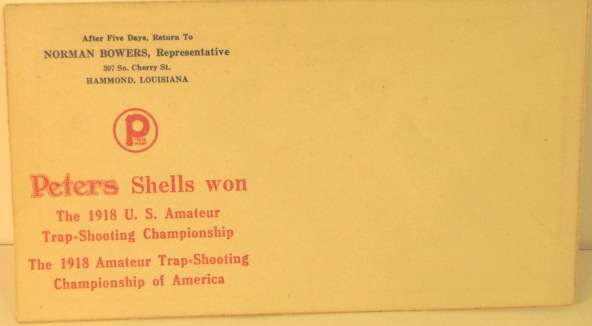 After Five Days, Return To
NORMAN BOWERS, Representative
307 So. Cherry St.
HAMMOND, LOUISIANA
P
Peters Shells won
The 1918 U. S. Amateur
Trap=Shooting Championship
The 1918 Amateur Trap=Shooting
Championship of America